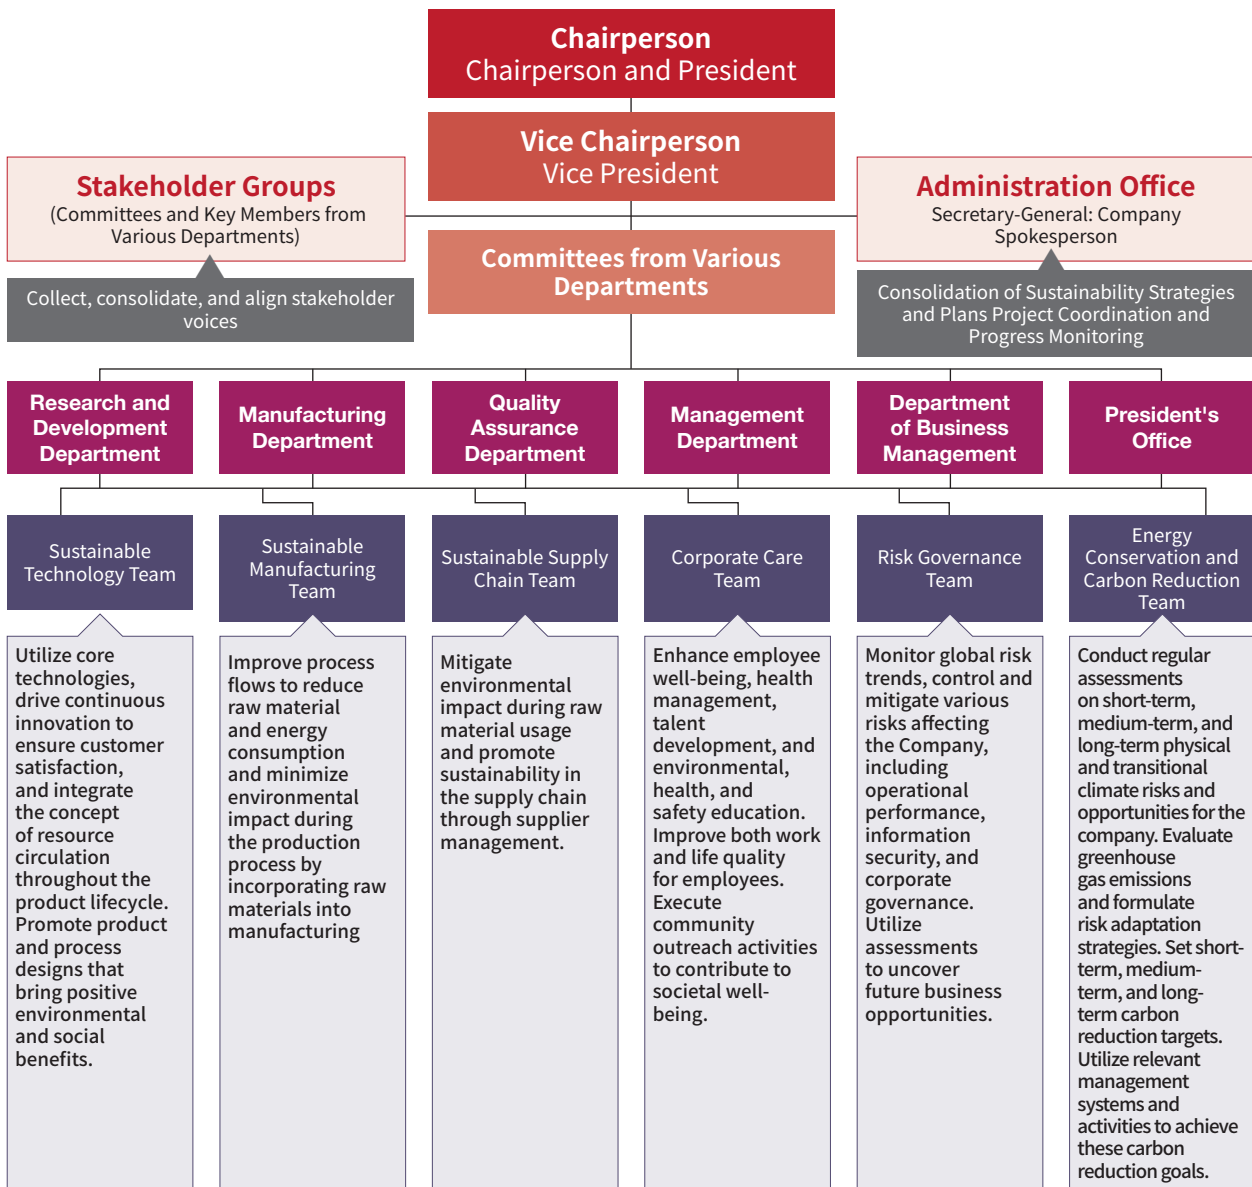 Chairperson
Chairperson and President
Vice Chairperson
Vice President
Stakeholder Groups
(Committees and Key Members from
Various Departments)
Collect, consolidate, and align stakeholder
voices
Administration Office
Secretary-General: Company
Spokesperson
Consolidation of Sustainability Strategies
and Plans Project Coordination and
Progress Monitoring
Committees from Various
Departments
Research and
Development
Department
Manufacturing
Department
Quality
Assurance
Department
Management
Department
Department
of Business
Management
President's
Office
Sustainable
Technology Team
Sustainable
Manufacturing
Team
Sustainable Supply
Chain Team
Corporate Care
Team
Risk Governance
Team
Energy
Conservation and
Carbon Reduction
Team
Utilize core
technologies,
drive continuous
innovation to
ensure customer
satisfaction,
and integrate
the concept
of resource
circulation
throughout the
product lifecycle.
Promote product
and process
designs that
bring positive
environmental
and social
benefits.
Improve process
flows to reduce
raw material
and energy
consumption
and minimize
environmental
impact during
the production
process by
incorporating raw
materials into
manufacturing
Mitigate
environmental
impact during raw
material usage
and promote
sustainability in
the supply chain
through supplier
management.
Enhance employee
well-being, health
management,
talent
development, and
environmental,
health, and
safety education.
Improve both work
and life quality
for employees.
Execute
community
outreach activities
to contribute to
societal well-
being.
Monitor global risk
trends, control and
mitigate various
risks affecting
the Company,
including
operational
performance,
information
security, and
corporate
governance.
Utilize
assessments
to uncover
future business
opportunities.
Conduct regular
assessments
on short-term,
medium-term, and
long-term physical
and transitional
climate risks and
opportunities for the
company. Evaluate
greenhouse
gas emissions
and formulate
risk adaptation
strategies. Set short-
term, medium-
term, and long-
term carbon
reduction targets.
Utilize relevant
management
systems and
activities to achieve
these carbon
reduction goals.